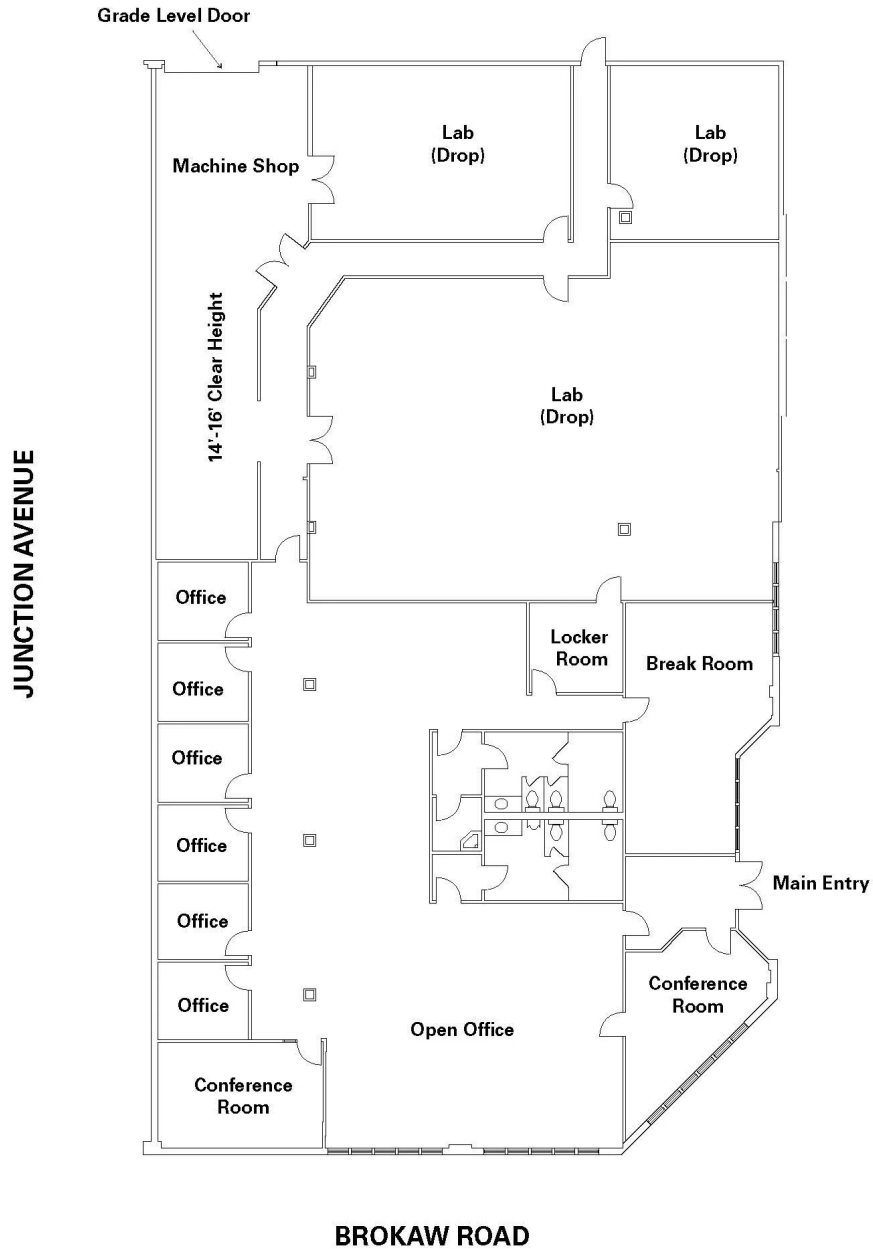 Grade Level Door
Lab
(Drop)
Lab
(Drop)
Machine Shop
14'-16' Clear Height
Lab
(Drop)
JUNCTION AVENUE
Office
Locker
Room
Break Room
Office
Office
Office
Main Entry
Office
Conference
Room
Office
Open Office
Conference
Room
BROKAW ROAD